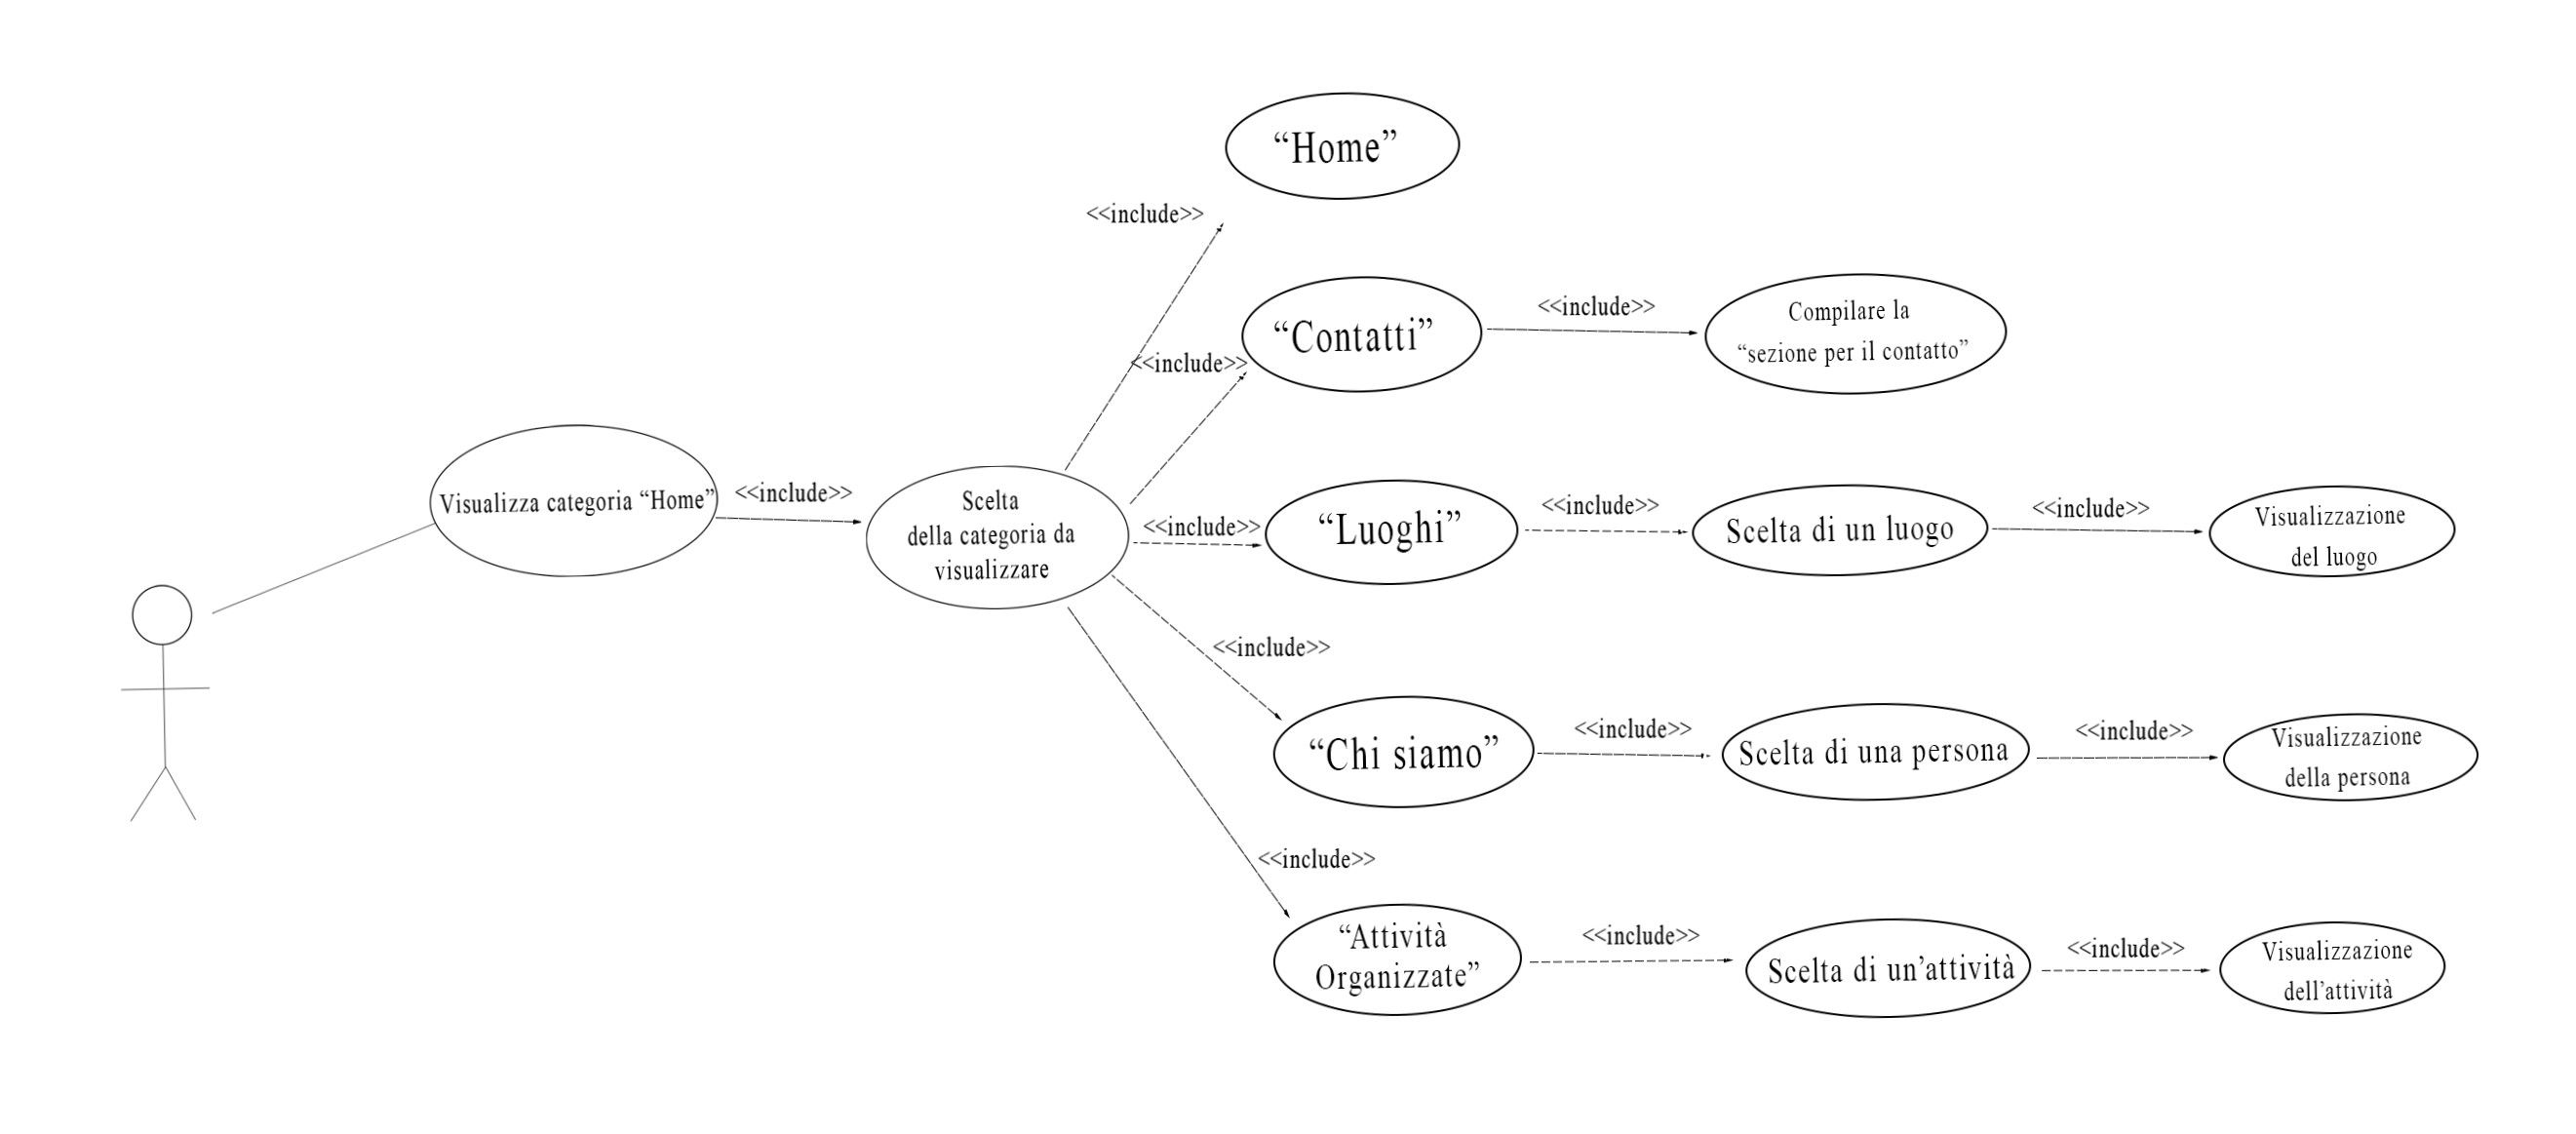 “Home”
<<include>>
“Contatti”
<<include>>
Compilare la
“sezione per il contatto”
<<include>>
Visualizza categoria “Home”
<<include>>
Scelta
della categoria da
visualizzare
<<include>>
“Luoghi”
<<include>>
Scelta di un luogo
<<include>>
Visualizzazione
del luogo
<<include>>
“Chi siamo”
<<include>>
Scelta di una persona
<<include>>
Visualizzazione
della persona
<<include>>
“Attività
Organizzate”
<<include>>
Scelta di un’attività
<<include>>
Visualizzazione
dell’attività